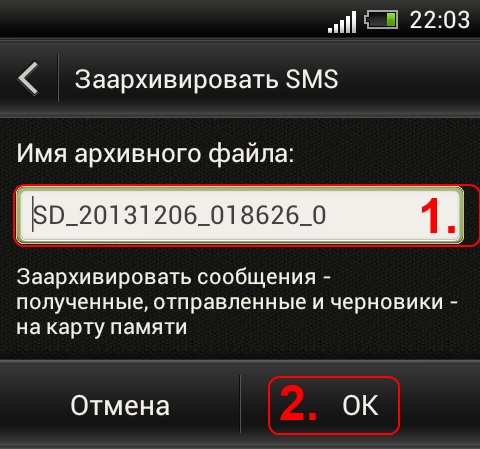 22:03
Заархивировать SMS
Имя архивного файла:
SD_20131206_018626_0 1.
Заархивировать сообщения -
полученные, отправленные и черновики -
на карту памяти
Отмена 2. OK